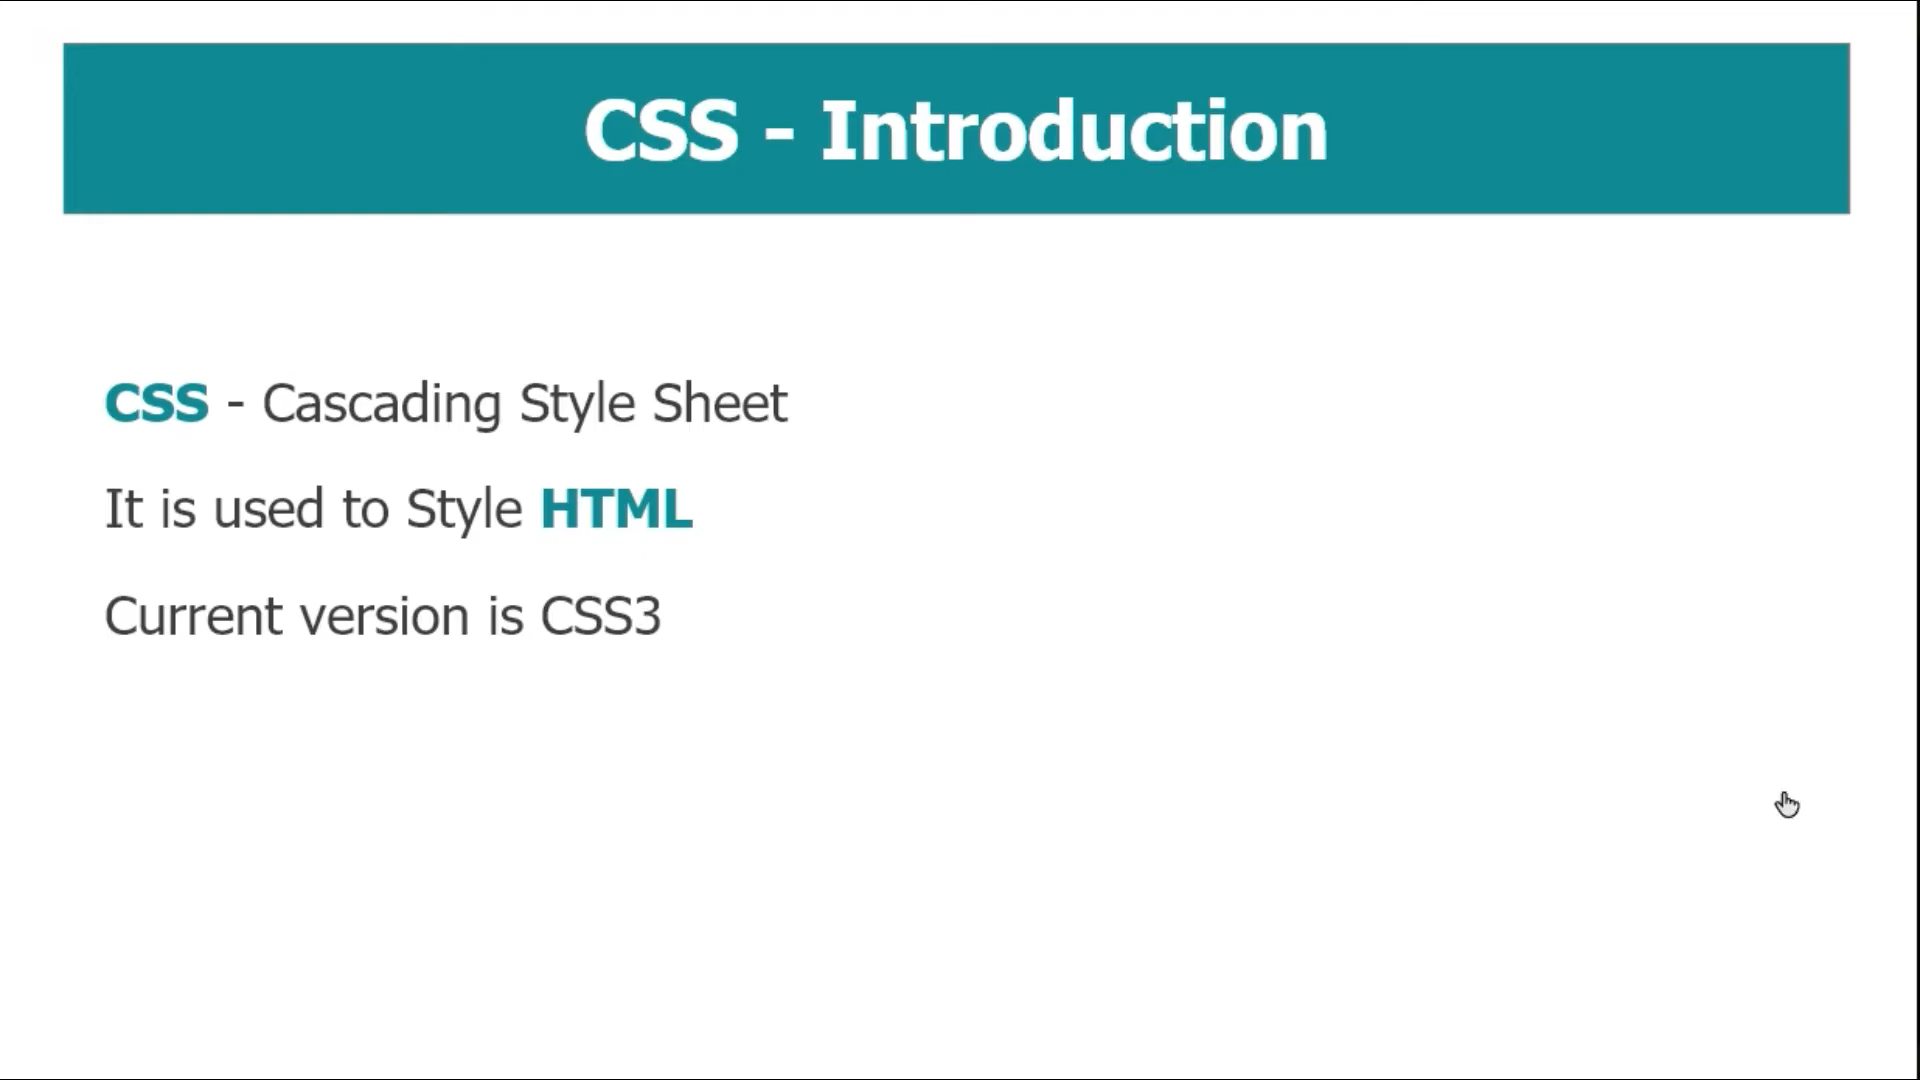 CSS - Introduction
CSS - Cascading Style Sheet
It is used to Style HTML
Current version is CSS3